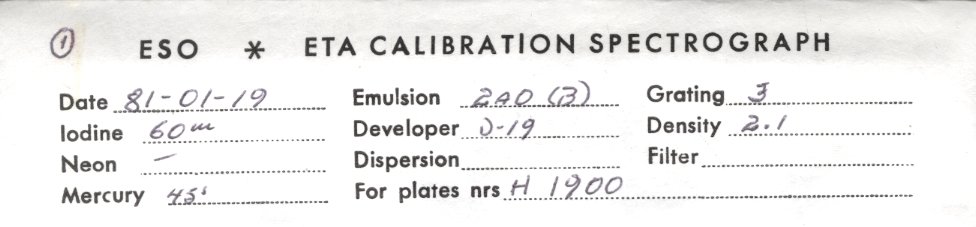 ① ESO * ETA CALIBRATION SPECTROGRAPH
Date 81-01-19 Emulsion 2AO (B) Grating 3
Iodine 60m Developer D-19 Density 2.1
Neon — Dispersion Filter
Mercury 45s For plates nrs H 1900